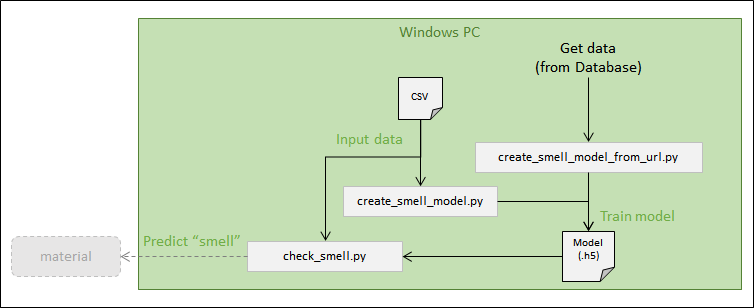 Windows PC
Get data
(from Database)
CSV
Input data
create_smell_model_from_url.py
create_smell_model.py
Train model
Predict “smell”
material
check_smell.py
Model
(.h5)